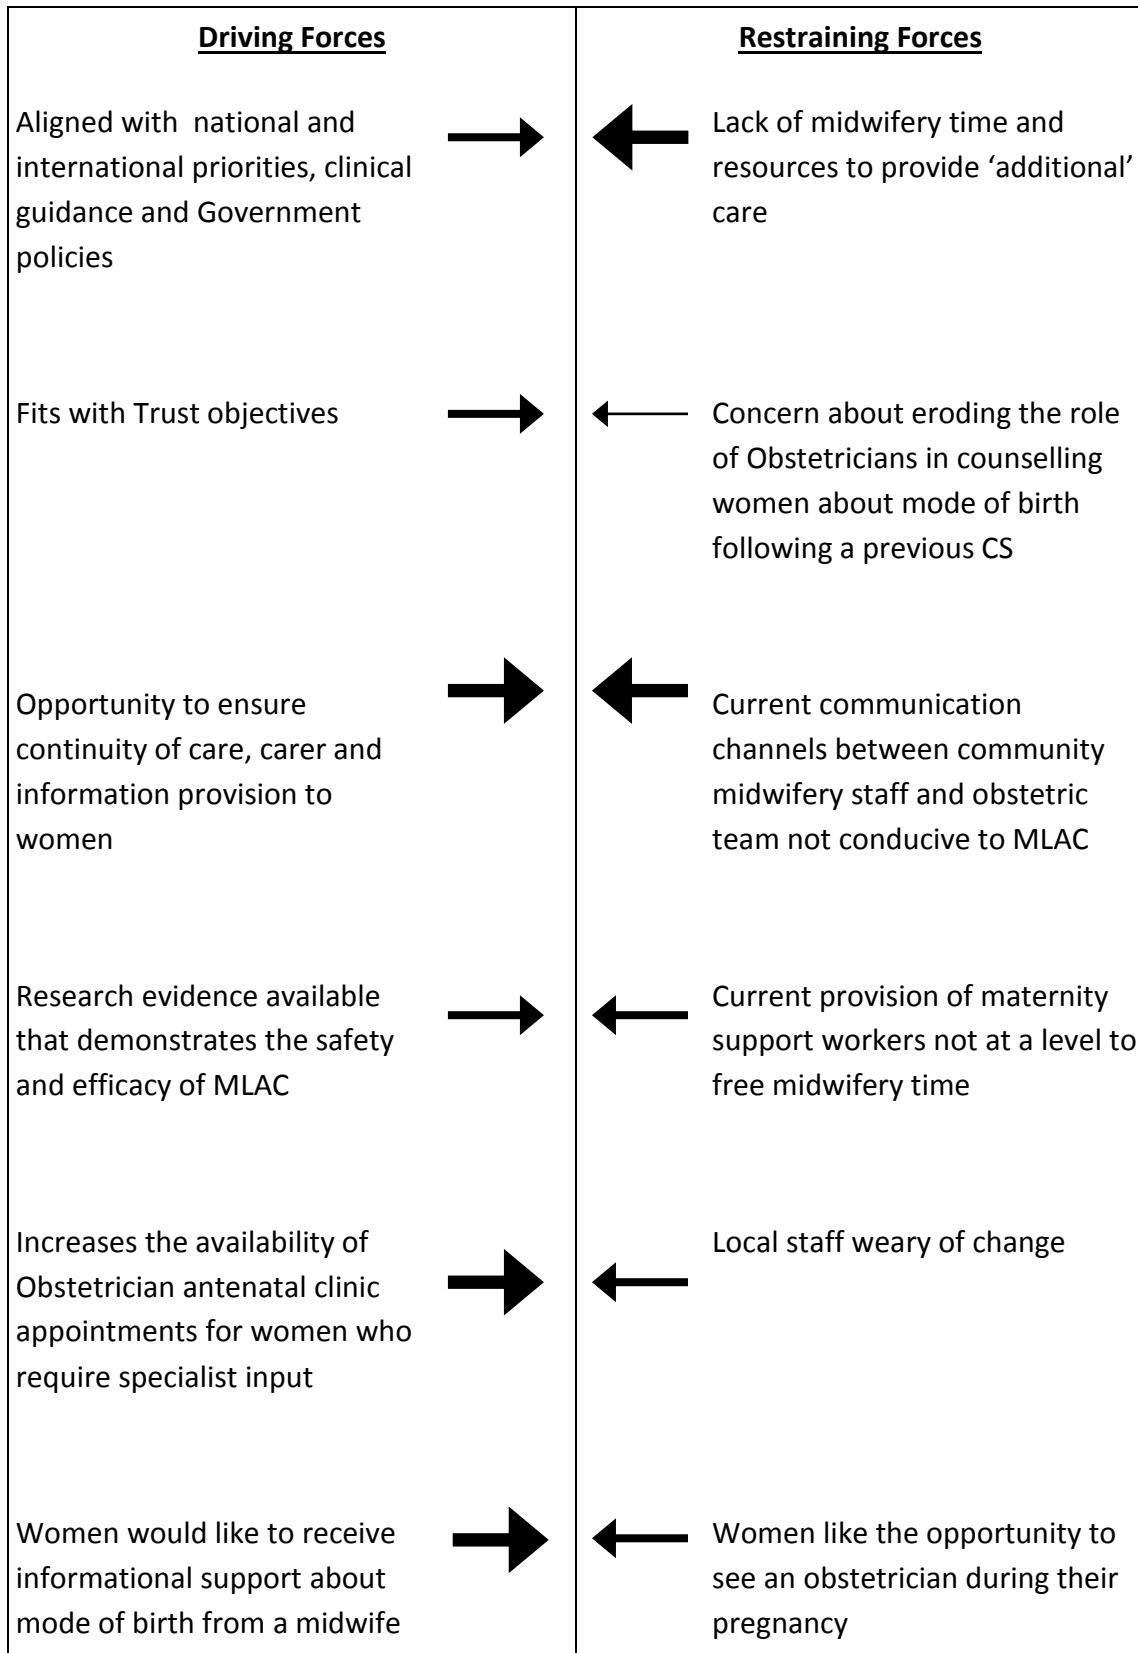 Driving Forces
Restraining Forces
Aligned with national and
international priorities, clinical
guidance and Government
policies
Lack of midwifery time and
resources to provide ‘additional’
care
Fits with Trust objectives
Concern about eroding the role
of Obstetricians in counselling
women about mode of birth
following a previous CS
Opportunity to ensure
continuity of care, carer and
information provision to
women
Current communication
channels between community
midwifery staff and obstetric
team not conducive to MLAC
Research evidence available
that demonstrates the safety
and efficacy of MLAC
Current provision of maternity
support workers not at a level to
free midwifery time
Increases the availability of
Obstetrician antenatal clinic
appointments for women who
require specialist input
Local staff weary of change
Women would like to receive
informational support about
mode of birth from a midwife
Women like the opportunity to
see an obstetrician during their
pregnancy